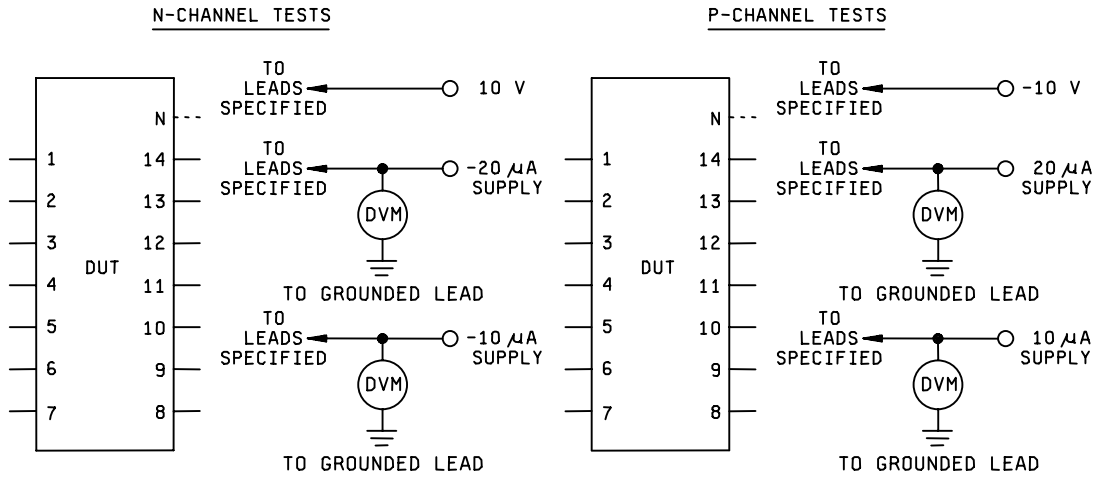 N-CHANNEL TESTS
TO
LEADS
SPECIFIED
10 V
N
1
14
TO
LEADS
SPECIFIED
-20 µA
SUPPLY
2
13
DVM
3
12
DUT
4
11
TO GROUNDED LEAD
5
10
TO
LEADS
SPECIFIED
-10 µA
SUPPLY
6
9
DVM
7
8
TO GROUNDED LEAD
P-CHANNEL TESTS
TO
LEADS
SPECIFIED
-10 V
N
1
14
TO
LEADS
SPECIFIED
20 µA
SUPPLY
2
13
DVM
3
12
DUT
4
11
TO GROUNDED LEAD
5
10
TO
LEADS
SPECIFIED
10 µA
SUPPLY
6
9
DVM
7
8
TO GROUNDED LEAD